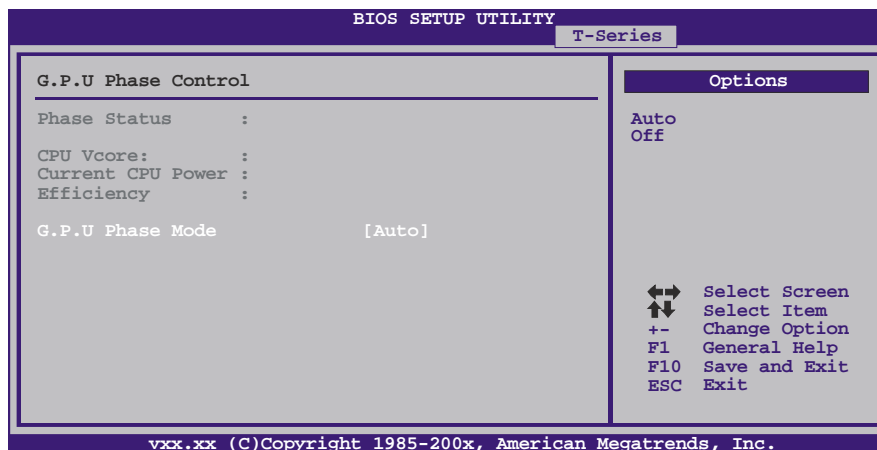 BIOS SETUP UTILITY
T-Series
G.P.U Phase Control
Phase Status :
CPU Vcore: :
Current CPU Power :
Efficiency :
G.P.U Phase Mode [Auto]
Options
Auto
Off
Select Screen
Select Item
+- Change Option
F1 General Help
F10 Save and Exit
ESC Exit
vxx.xx (C)Copyright 1985-200x, American Megatrends, Inc.